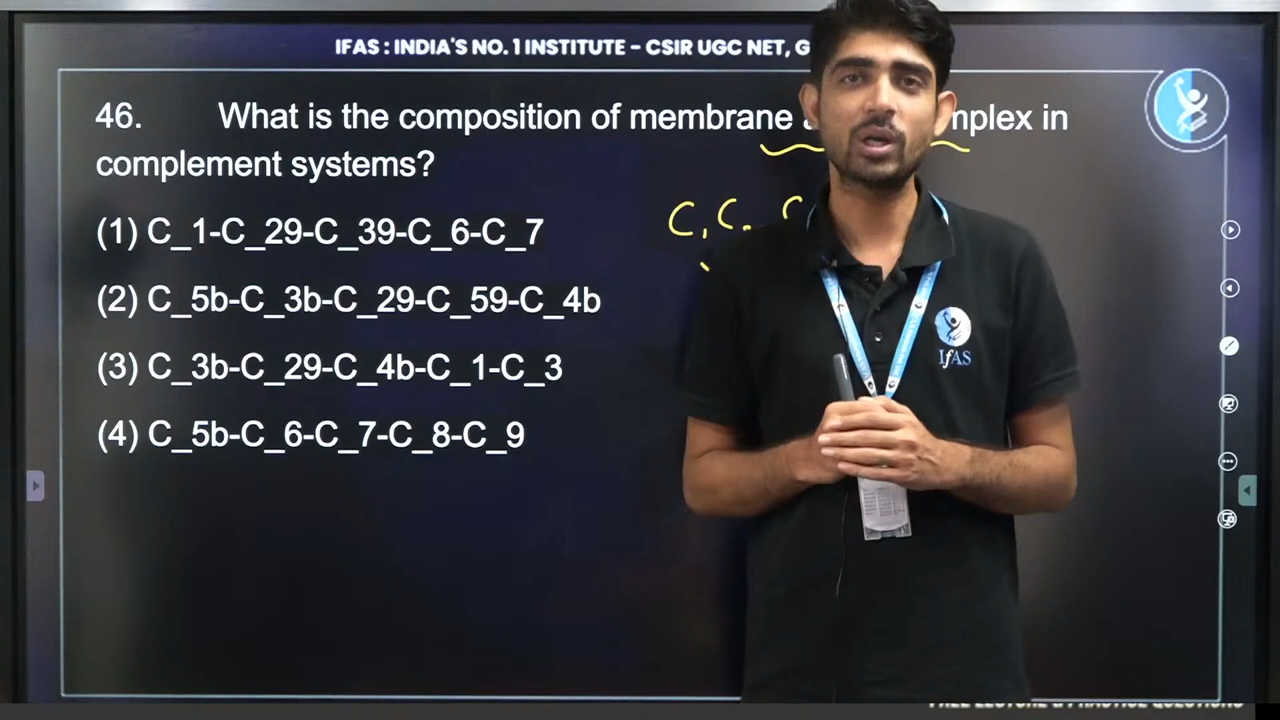 IFAS : INDIA'S NO. 1 INSTITUTE - CSIR UGC NET, G
46. What is the composition of membrane mplex in
complement systems?
(1) C_1-C_29-C_39-C_6-C_7
C, C
(2) C_5b-C_3b-C_29-C_59-C_4b
(3) C_3b-C_29-C_4b-C_1-C_3
IfAS
(4) C_5b-C_6-C_7-C_8-C_9